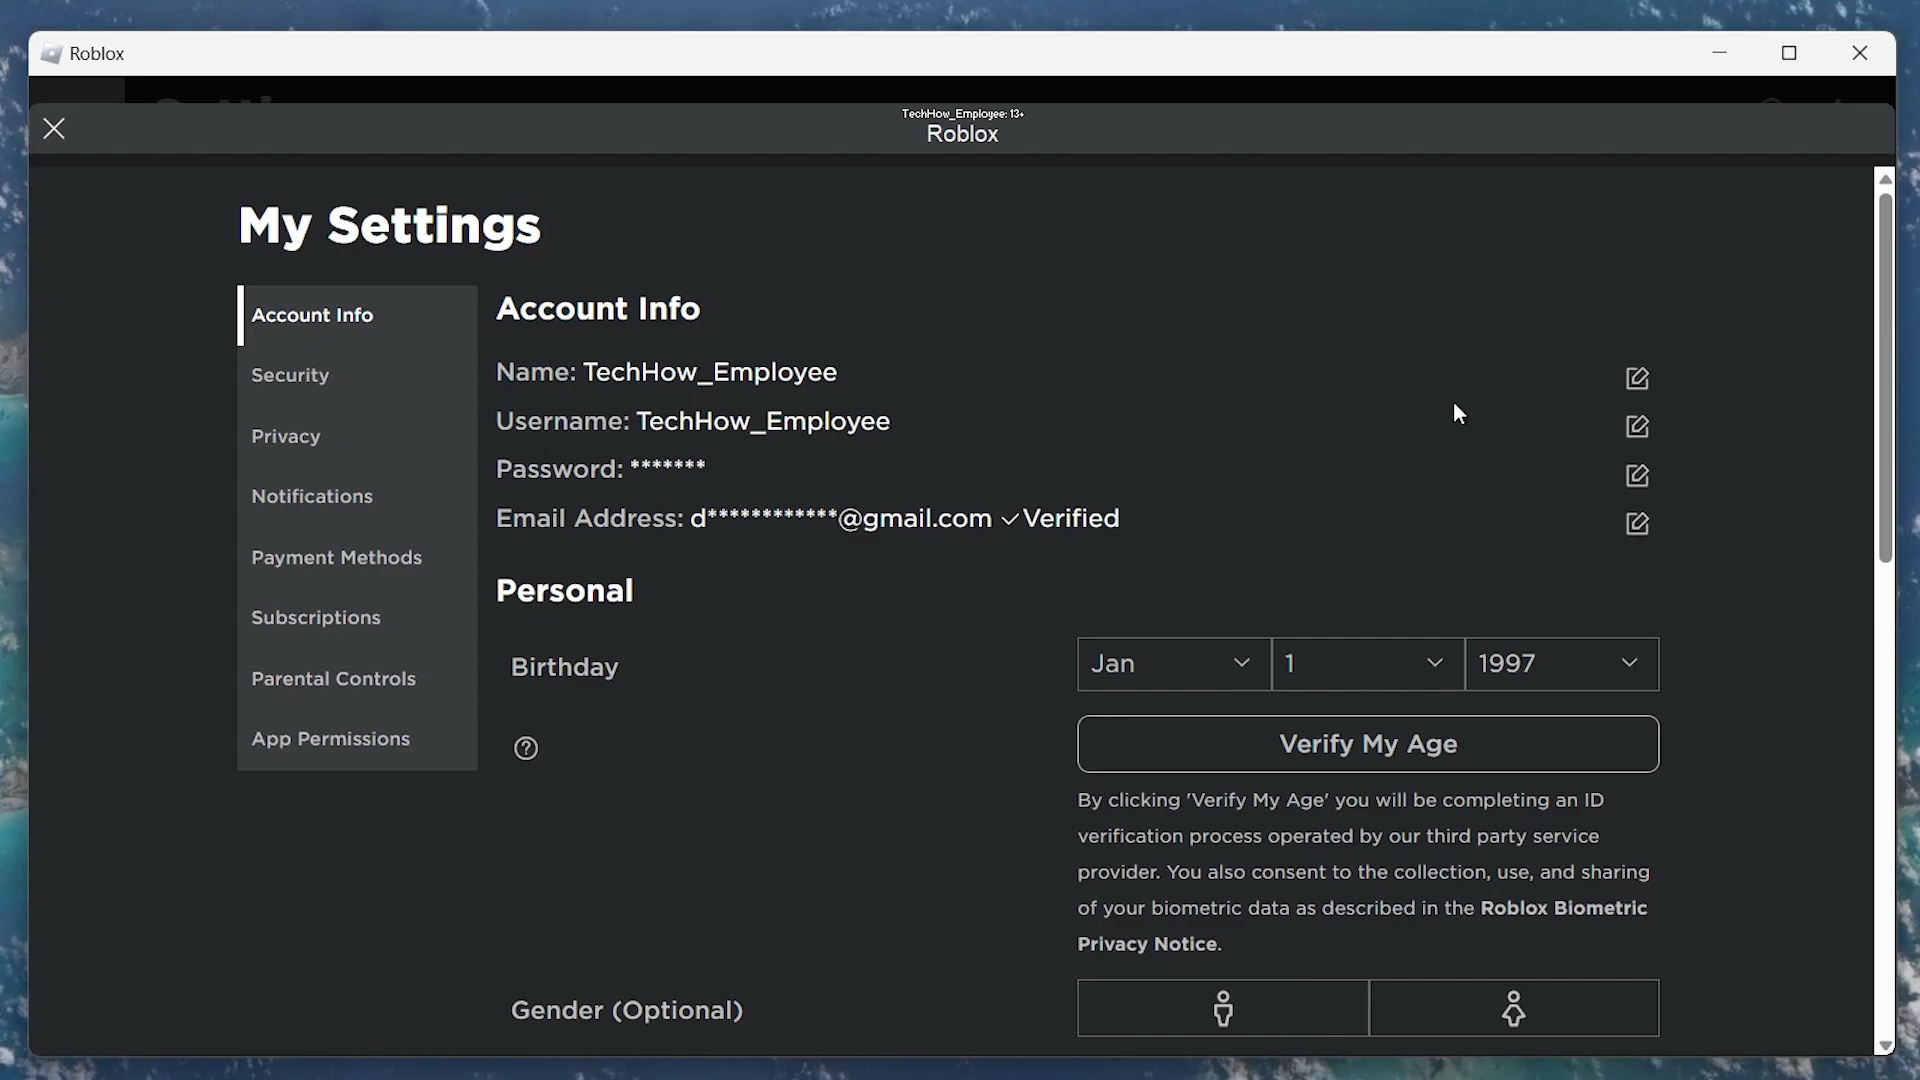 Roblox
TechHow_Employee: 13+
Roblox
My Settings
Account Info
Security
Privacy
Notifications
Payment Methods
Subscriptions
Parental Controls
App Permissions
Account Info
Name: TechHow_Employee
Username: TechHow_Employee
Password: *******
Email Address: d************@gmail.com ✓Verified
Personal
Birthday
Jan 1 1997
Verify My Age
By clicking 'Verify My Age' you will be completing an ID
verification process operated by our third party service
provider. You also consent to the collection, use, and sharing
of your biometric data as described in the Roblox Biometric
Privacy Notice.
Gender (Optional)